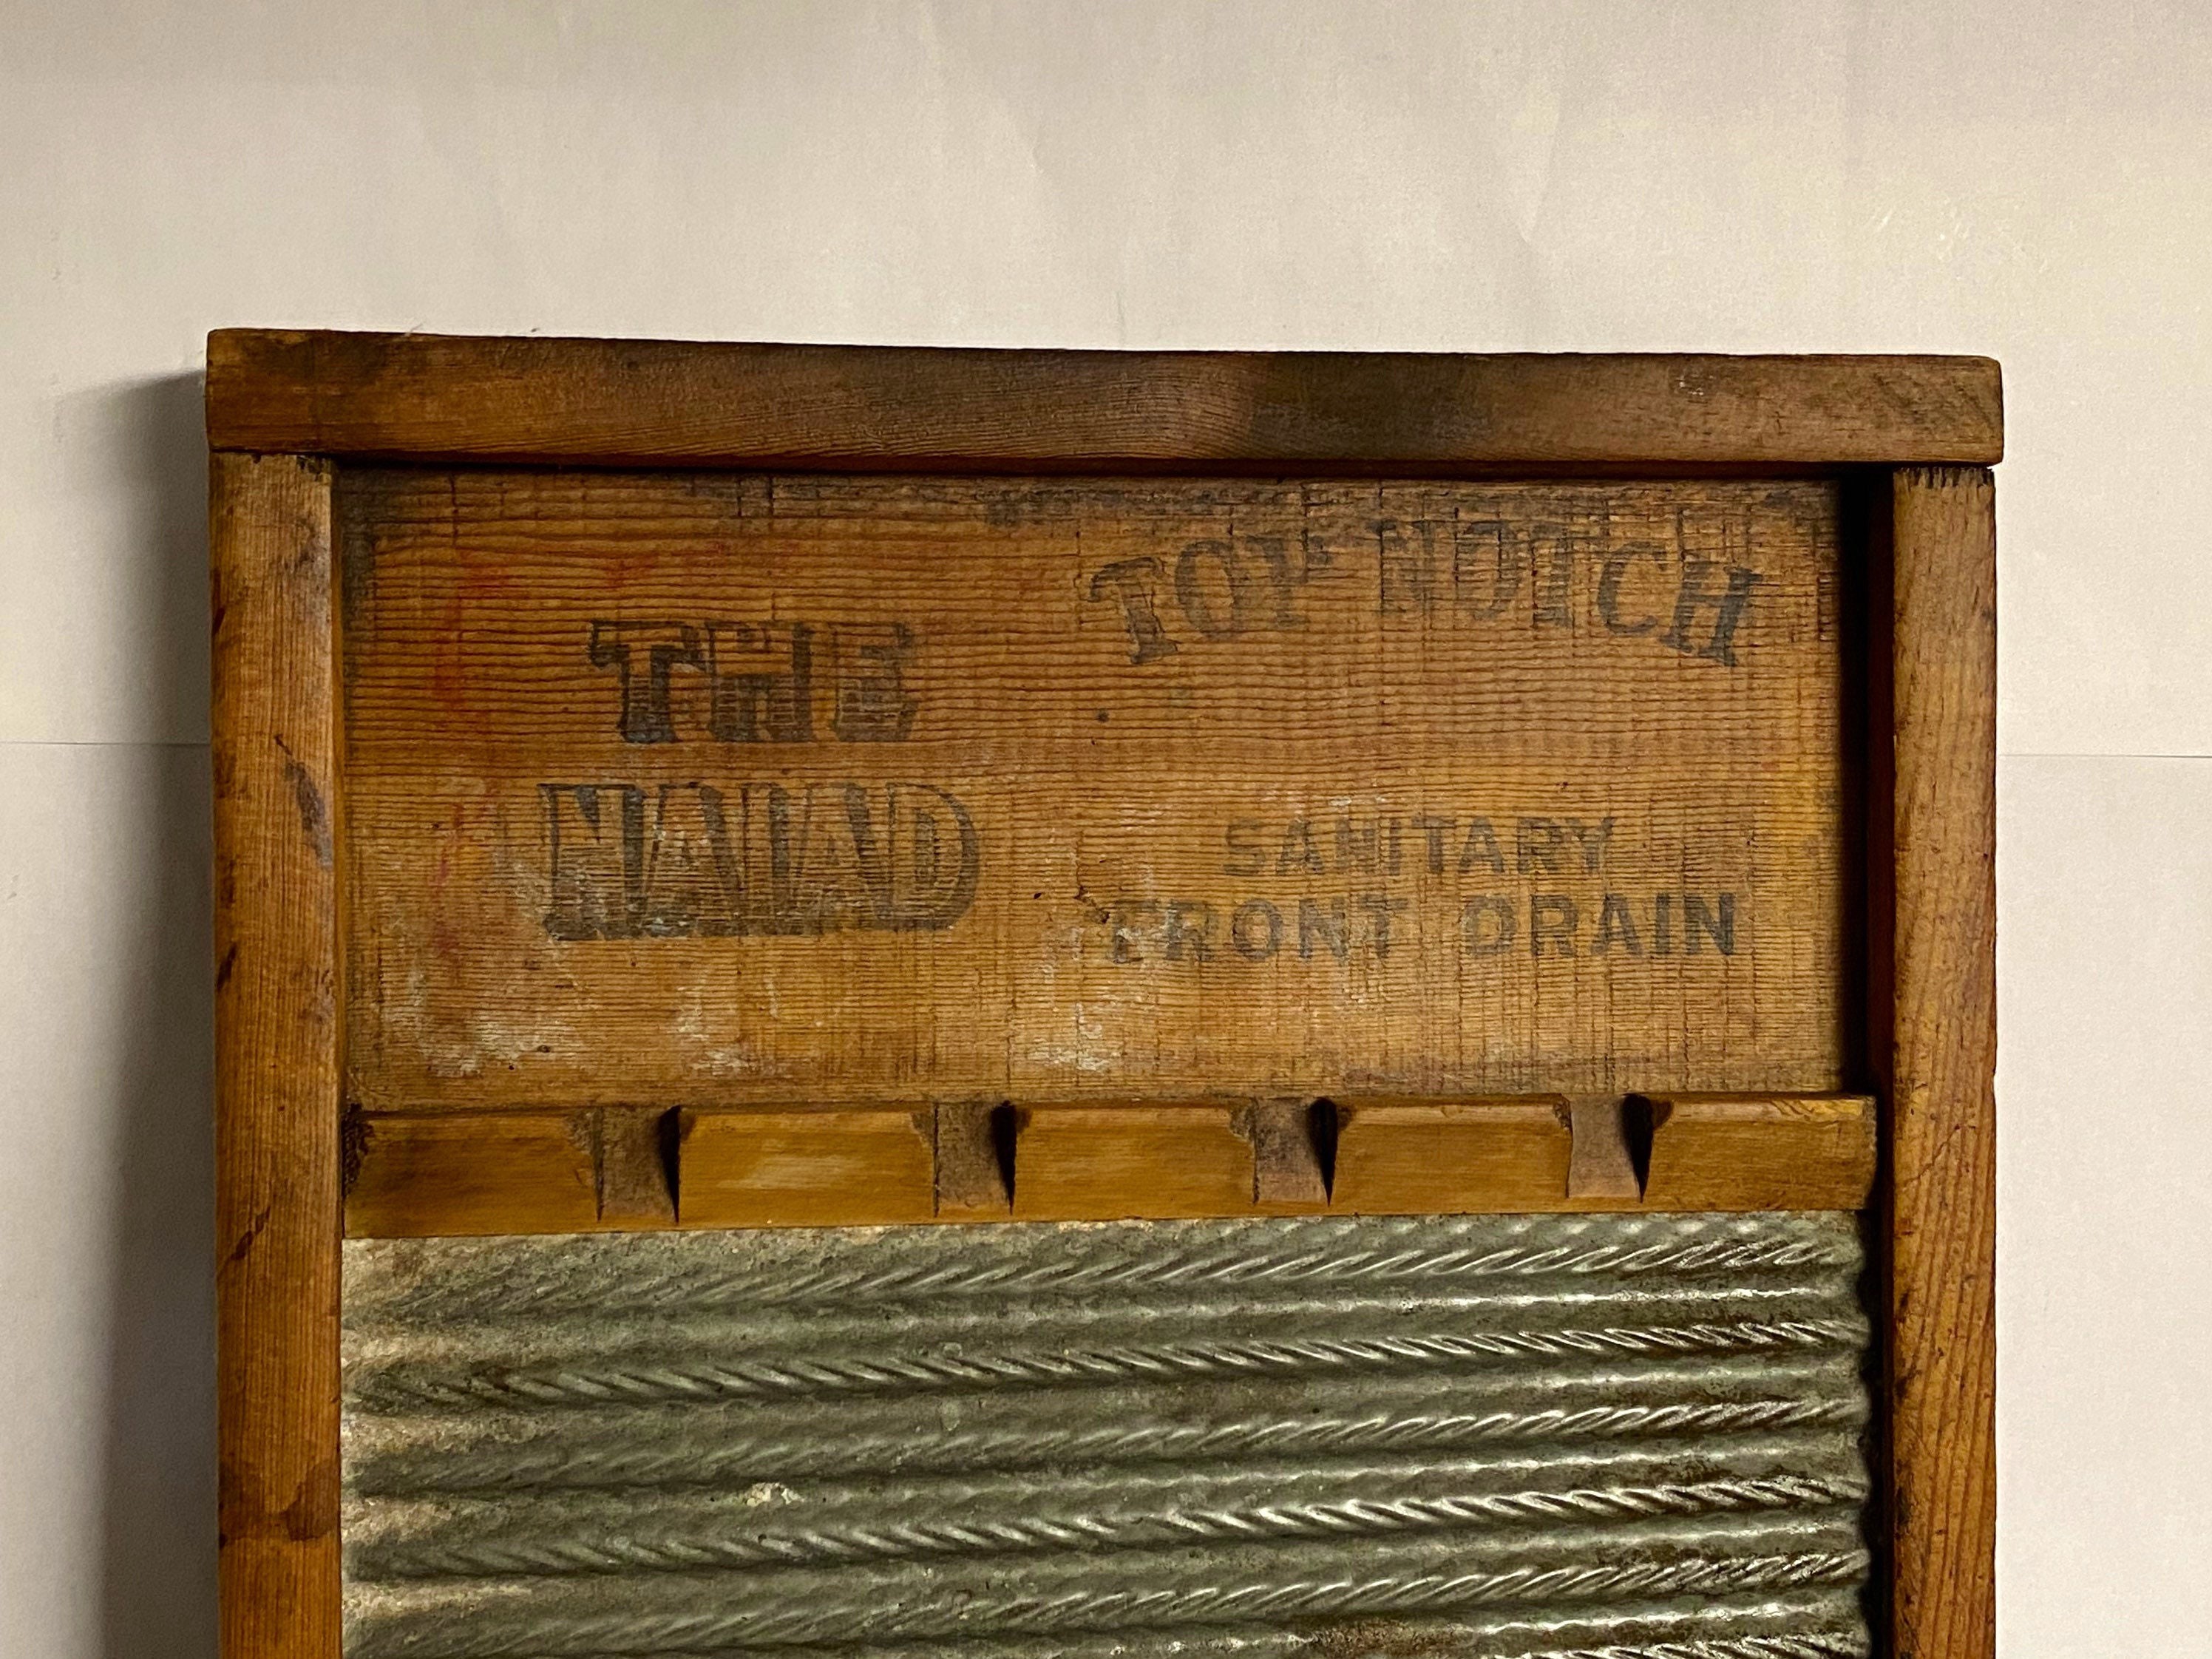 THE
NAIAD
TOP NOTCH
SANITARY
FRONT DRAIN